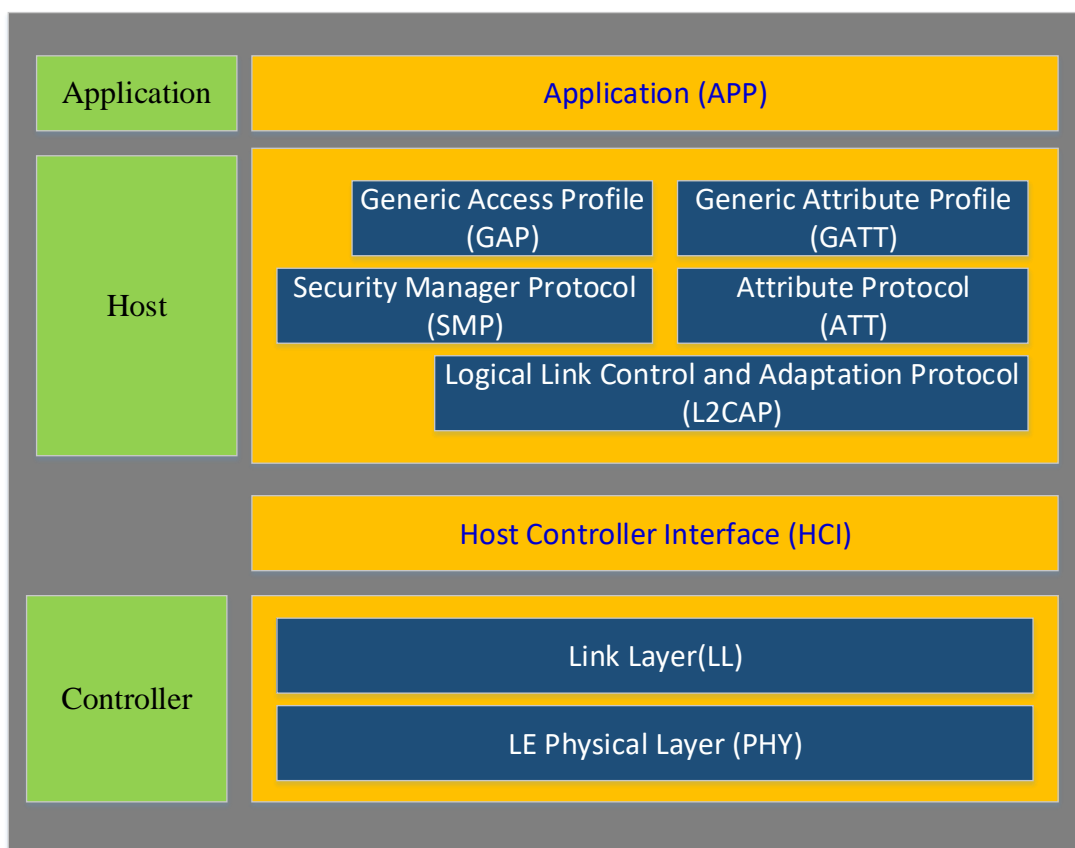 Application
Application (APP)
Host
Generic Access Profile
(GAP)
Generic Attribute Profile
(GATT)
Security Manager Protocol
(SMP)
Attribute Protocol
(ATT)
Logical Link Control and Adaptation Protocol
(L2CAP)
Host Controller Interface (HCI)
Controller
Link Layer(LL)
LE Physical Layer (PHY)